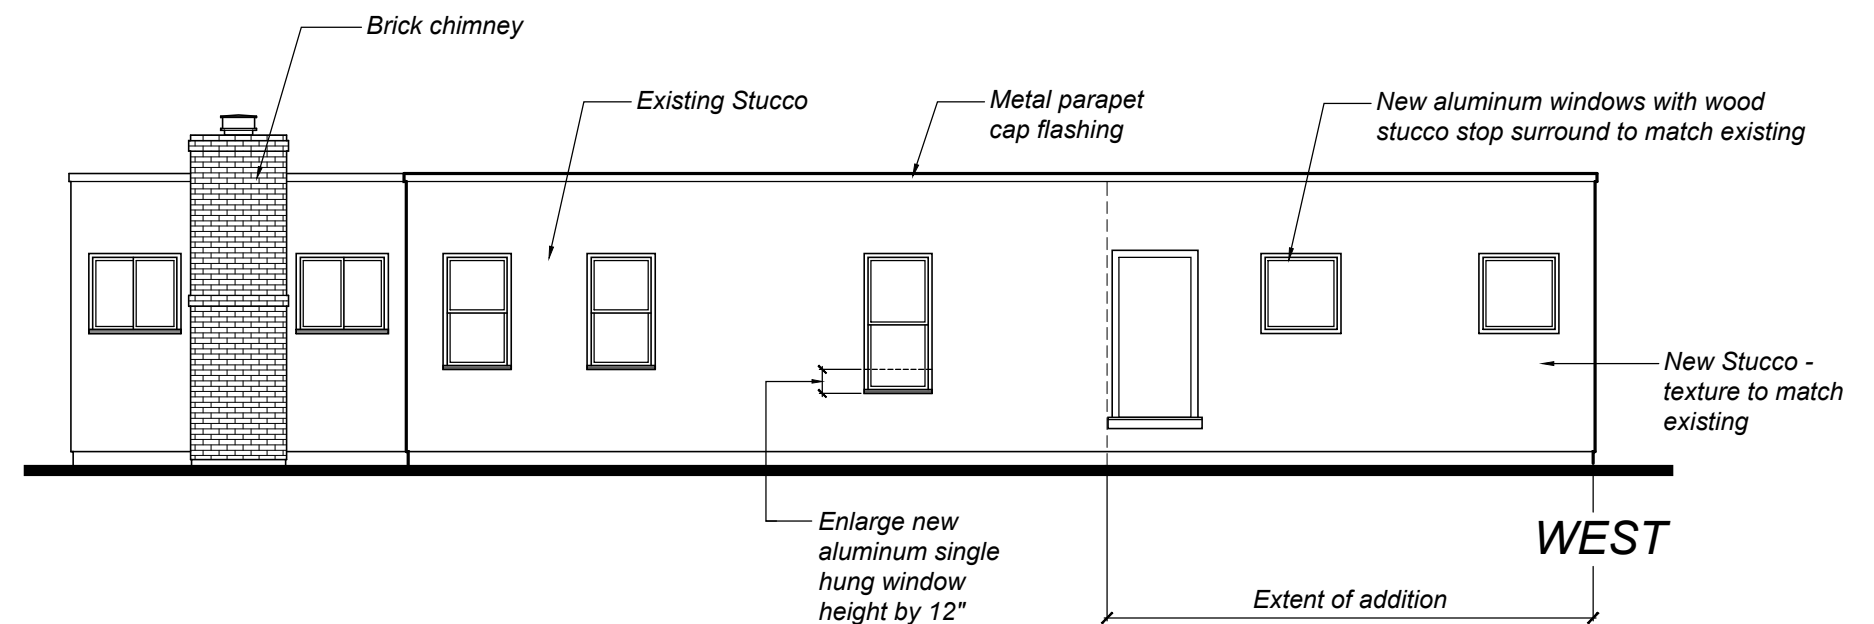 Brick chimney
Existing Stucco
Metal parapet
cap flashing
New aluminum windows with wood
stucco stop surround to match existing
New Stucco -
texture to match
existing
Enlarge new
aluminum single
hung window
height by 12"
WEST
Extent of addition